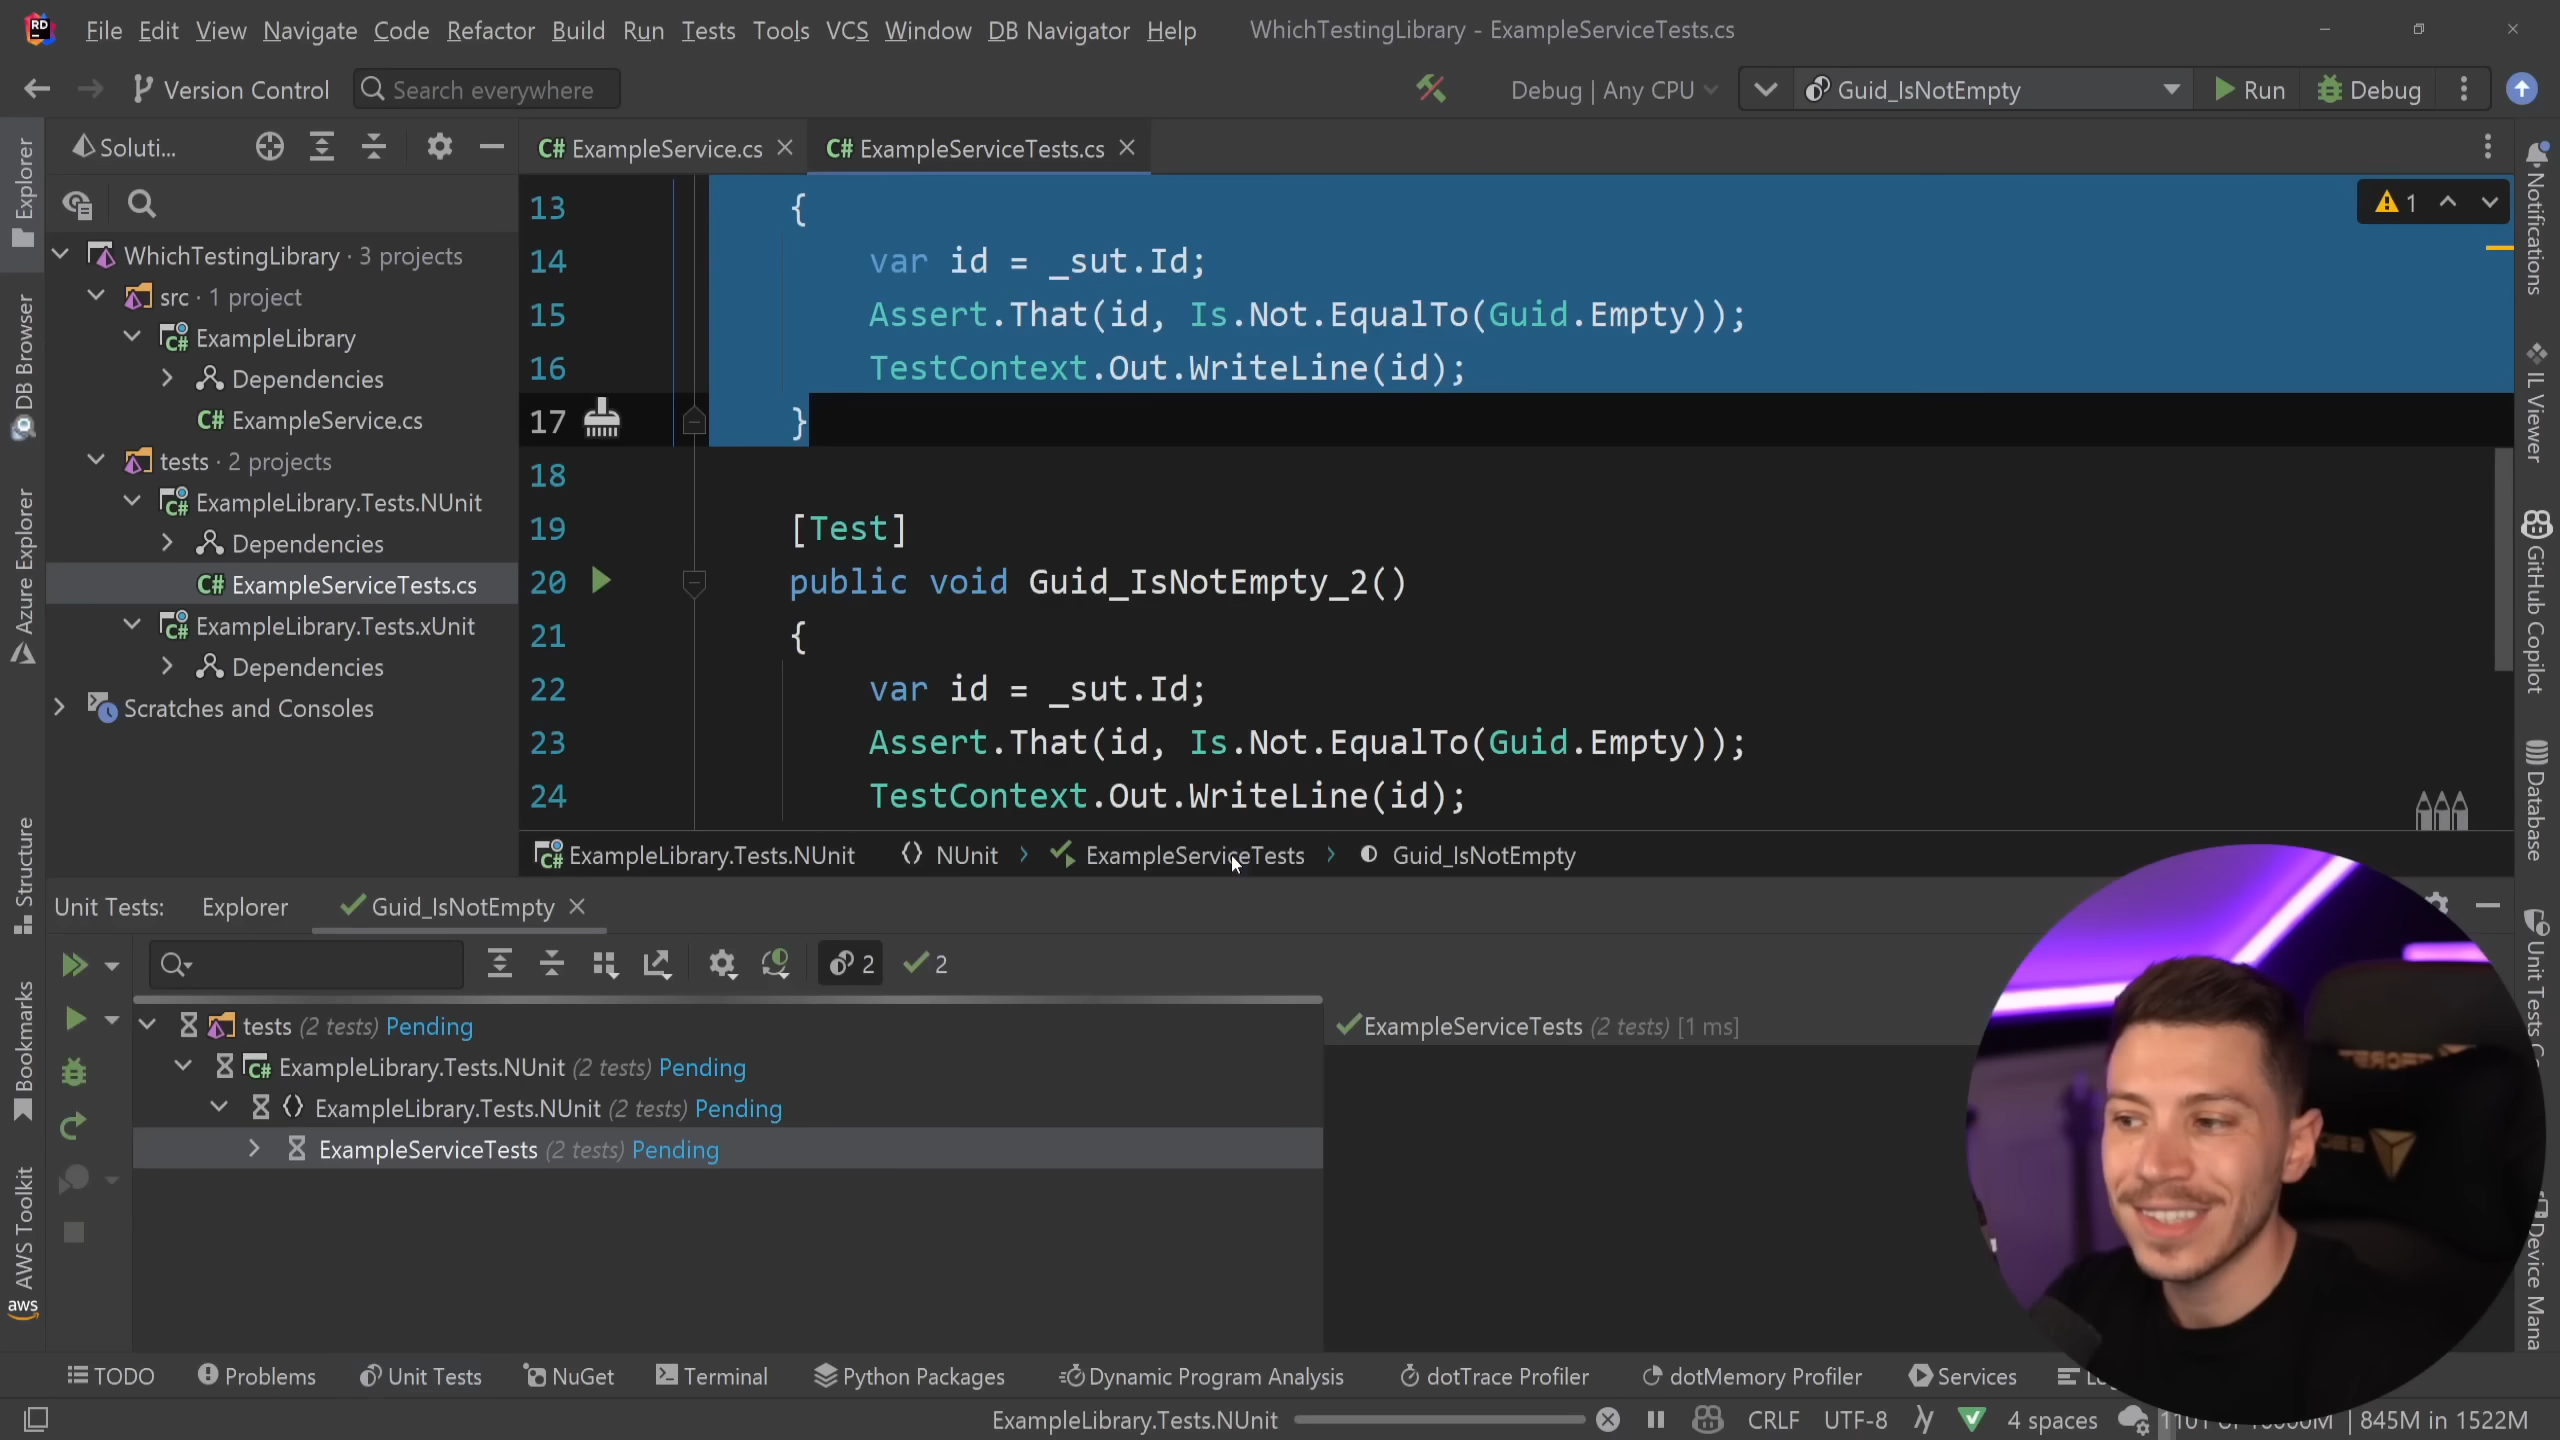 RD File Edit View Navigate Code Refactor Build Run Tests Tools VCS Window DB Navigator Help WhichTestingLibrary - ExampleServiceTests.cs
Version Control Search everywhere Debug | Any CPU Guid_IsNotEmpty Run Debug
Soluti... C# ExampleService.cs C# ExampleServiceTests.cs
Explorer
DB Browser
Azure Explorer
Structure
Bookmarks
AWS Toolkit
aws
WhichTestingLibrary · 3 projects
src · 1 project
C# ExampleLibrary
Dependencies
C# ExampleService.cs
tests · 2 projects
C# ExampleLibrary.Tests.NUnit
Dependencies
C# ExampleServiceTests.cs
C# ExampleLibrary.Tests.xUnit
Dependencies
Scratches and Consoles
1
13 {
14 var id = _sut.Id;
15 Assert.That(id, Is.Not.EqualTo(Guid.Empty));
16 TestContext.Out.WriteLine(id);
17 }
18
19 [Test]
20 public void Guid_IsNotEmpty_2()
21 {
22 var id = _sut.Id;
23 Assert.That(id, Is.Not.EqualTo(Guid.Empty));
24 TestContext.Out.WriteLine(id);
C# ExampleLibrary.Tests.NUnit NUnit ExampleServiceTests Guid_IsNotEmpty
Notifications
IL Viewer
GitHub Copilot
Database
Unit Tests C
Device Mana
Unit Tests: Explorer Guid_IsNotEmpty
2 2
tests (2 tests) Pending
C# ExampleLibrary.Tests.NUnit (2 tests) Pending
ExampleLibrary.Tests.NUnit (2 tests) Pending
ExampleServiceTests (2 tests) Pending
ExampleServiceTests (2 tests) [1 ms]
TODO Problems Unit Tests NuGet Terminal Python Packages Dynamic Program Analysis dotTrace Profiler dotMemory Profiler Services
ExampleLibrary.Tests.NUnit CRLF UTF-8 4 spaces | 845M in 1522M